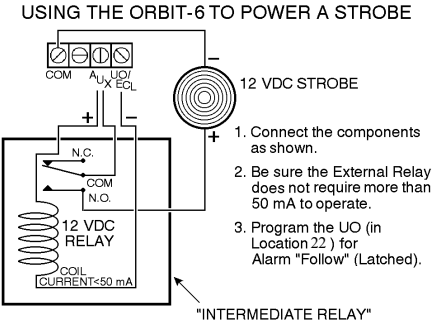 USING THE ORBIT-6 TO POWER A STROBE
COM
AUX
UO/
ECL
−
12 VDC STROBE
+
+
−
N.C.
COM
N.O.
12 VDC
RELAY
COIL
CURRENT<50 mA
1. Connect the components
as shown.
2. Be sure the External Relay
does not require more than
50 mA to operate.
3. Program the UO (in
Location 22 ) for
Alarm "Follow" (Latched).
"INTERMEDIATE RELAY"